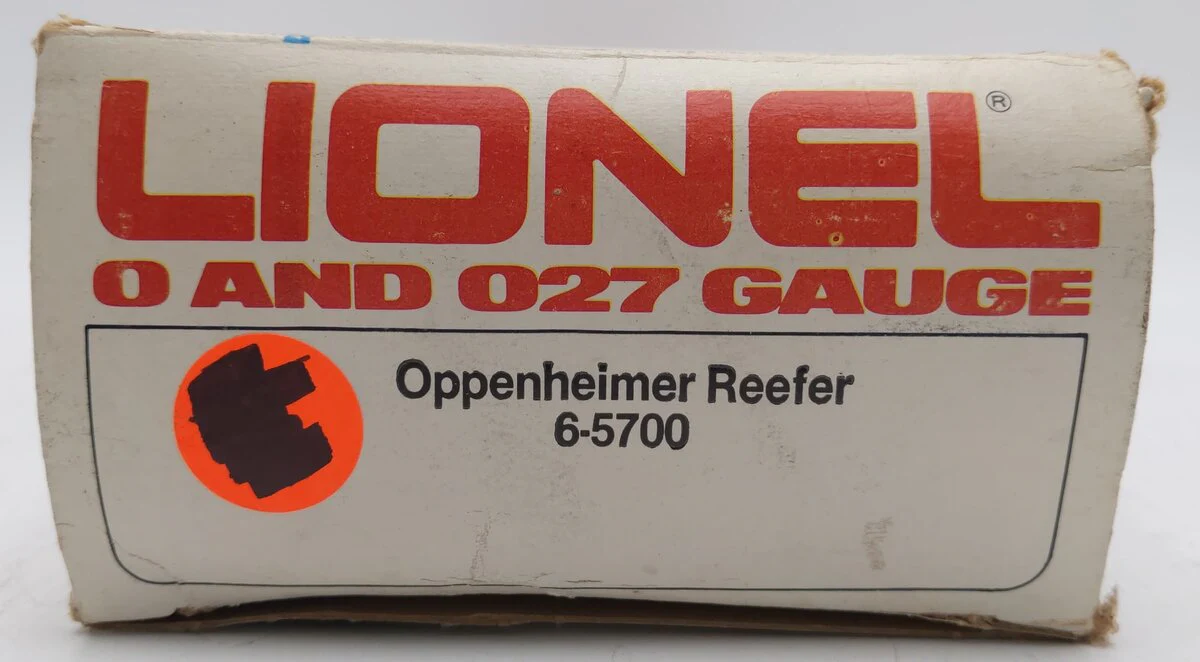 LIONEL®
O AND O27 GAUGE
Oppenheimer Reefer
6-5700